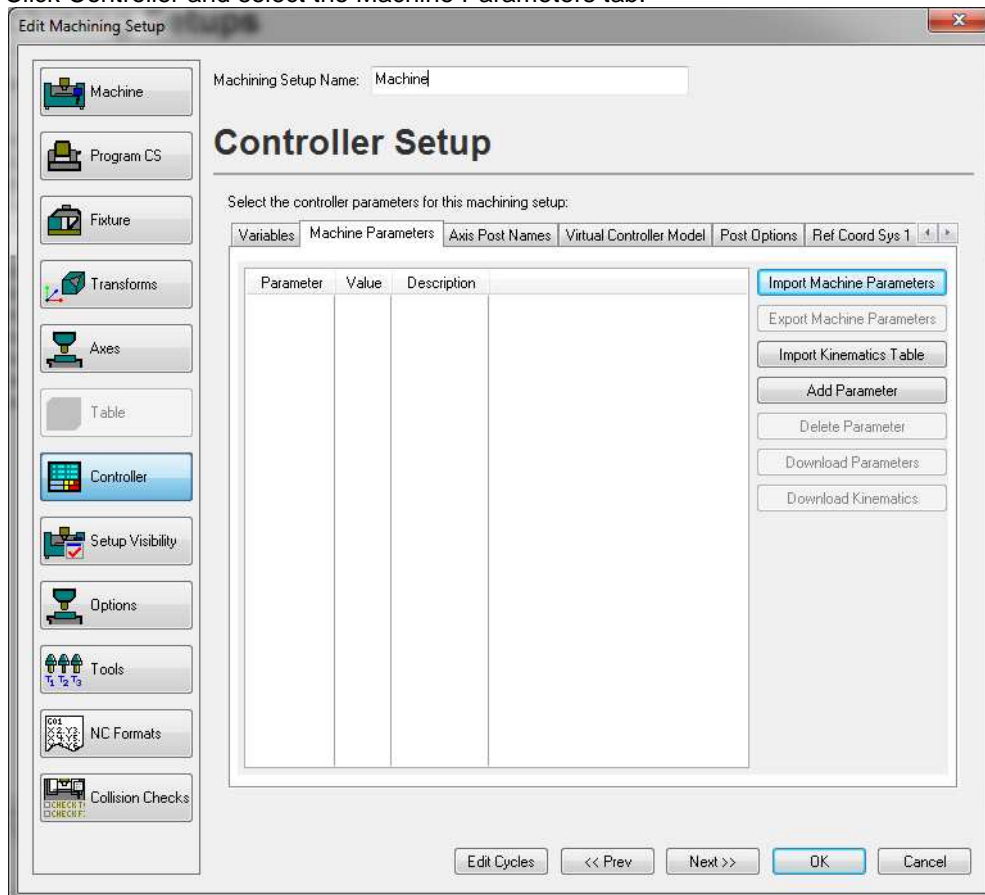 Click Controller and select the Machine Parameters tab.
Edit Machining Setup
Machining Setup Name: Machine
Controller Setup
Select the controller parameters for this machining setup:
Variables Machine Parameters Axis Post Names Virtual Controller Model Post Options Ref Coord Sys 1
Parameter Value Description
Import Machine Parameters
Export Machine Parameters
Import Kinematics Table
Add Parameter
Delete Parameter
Download Parameters
Download Kinematics
Machine
Program CS
Fixture
Transforms
Axes
Table
Controller
Setup Visibility
Options
T1 T2 T3
Tools
NC Formats
Collision Checks
Edit Cycles << Prev Next >> OK Cancel